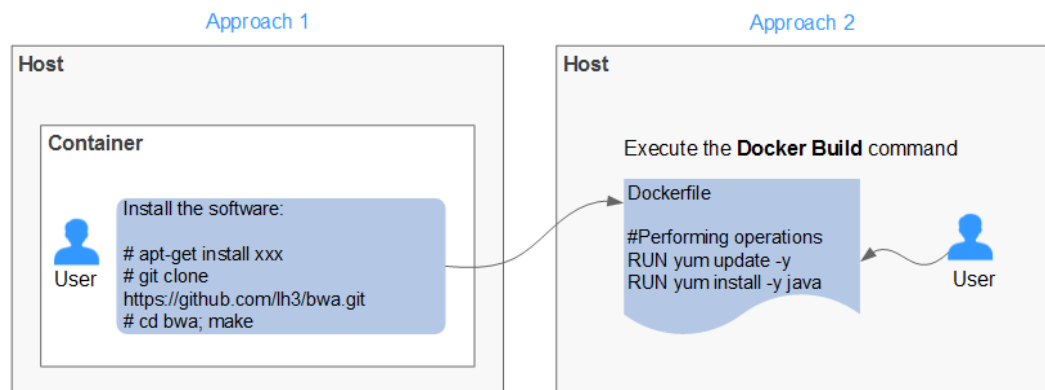 Approach 1
Host
Container
User
Install the software:
# apt-get install xxx
# git clone
https://github.com/lh3/bwa.git
# cd bwa; make
Approach 2
Host
Execute the Docker Build command
Dockerfile
#Performing operations
RUN yum update -y
RUN yum install -y java
User